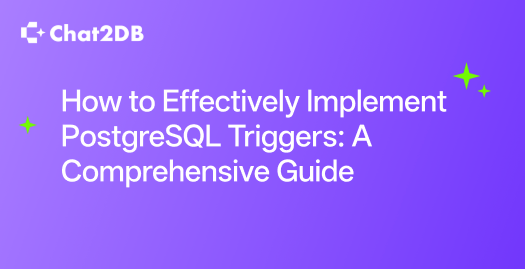 Chat2DB
How to Effectively Implement
PostgreSQL Triggers: A
Comprehensive Guide